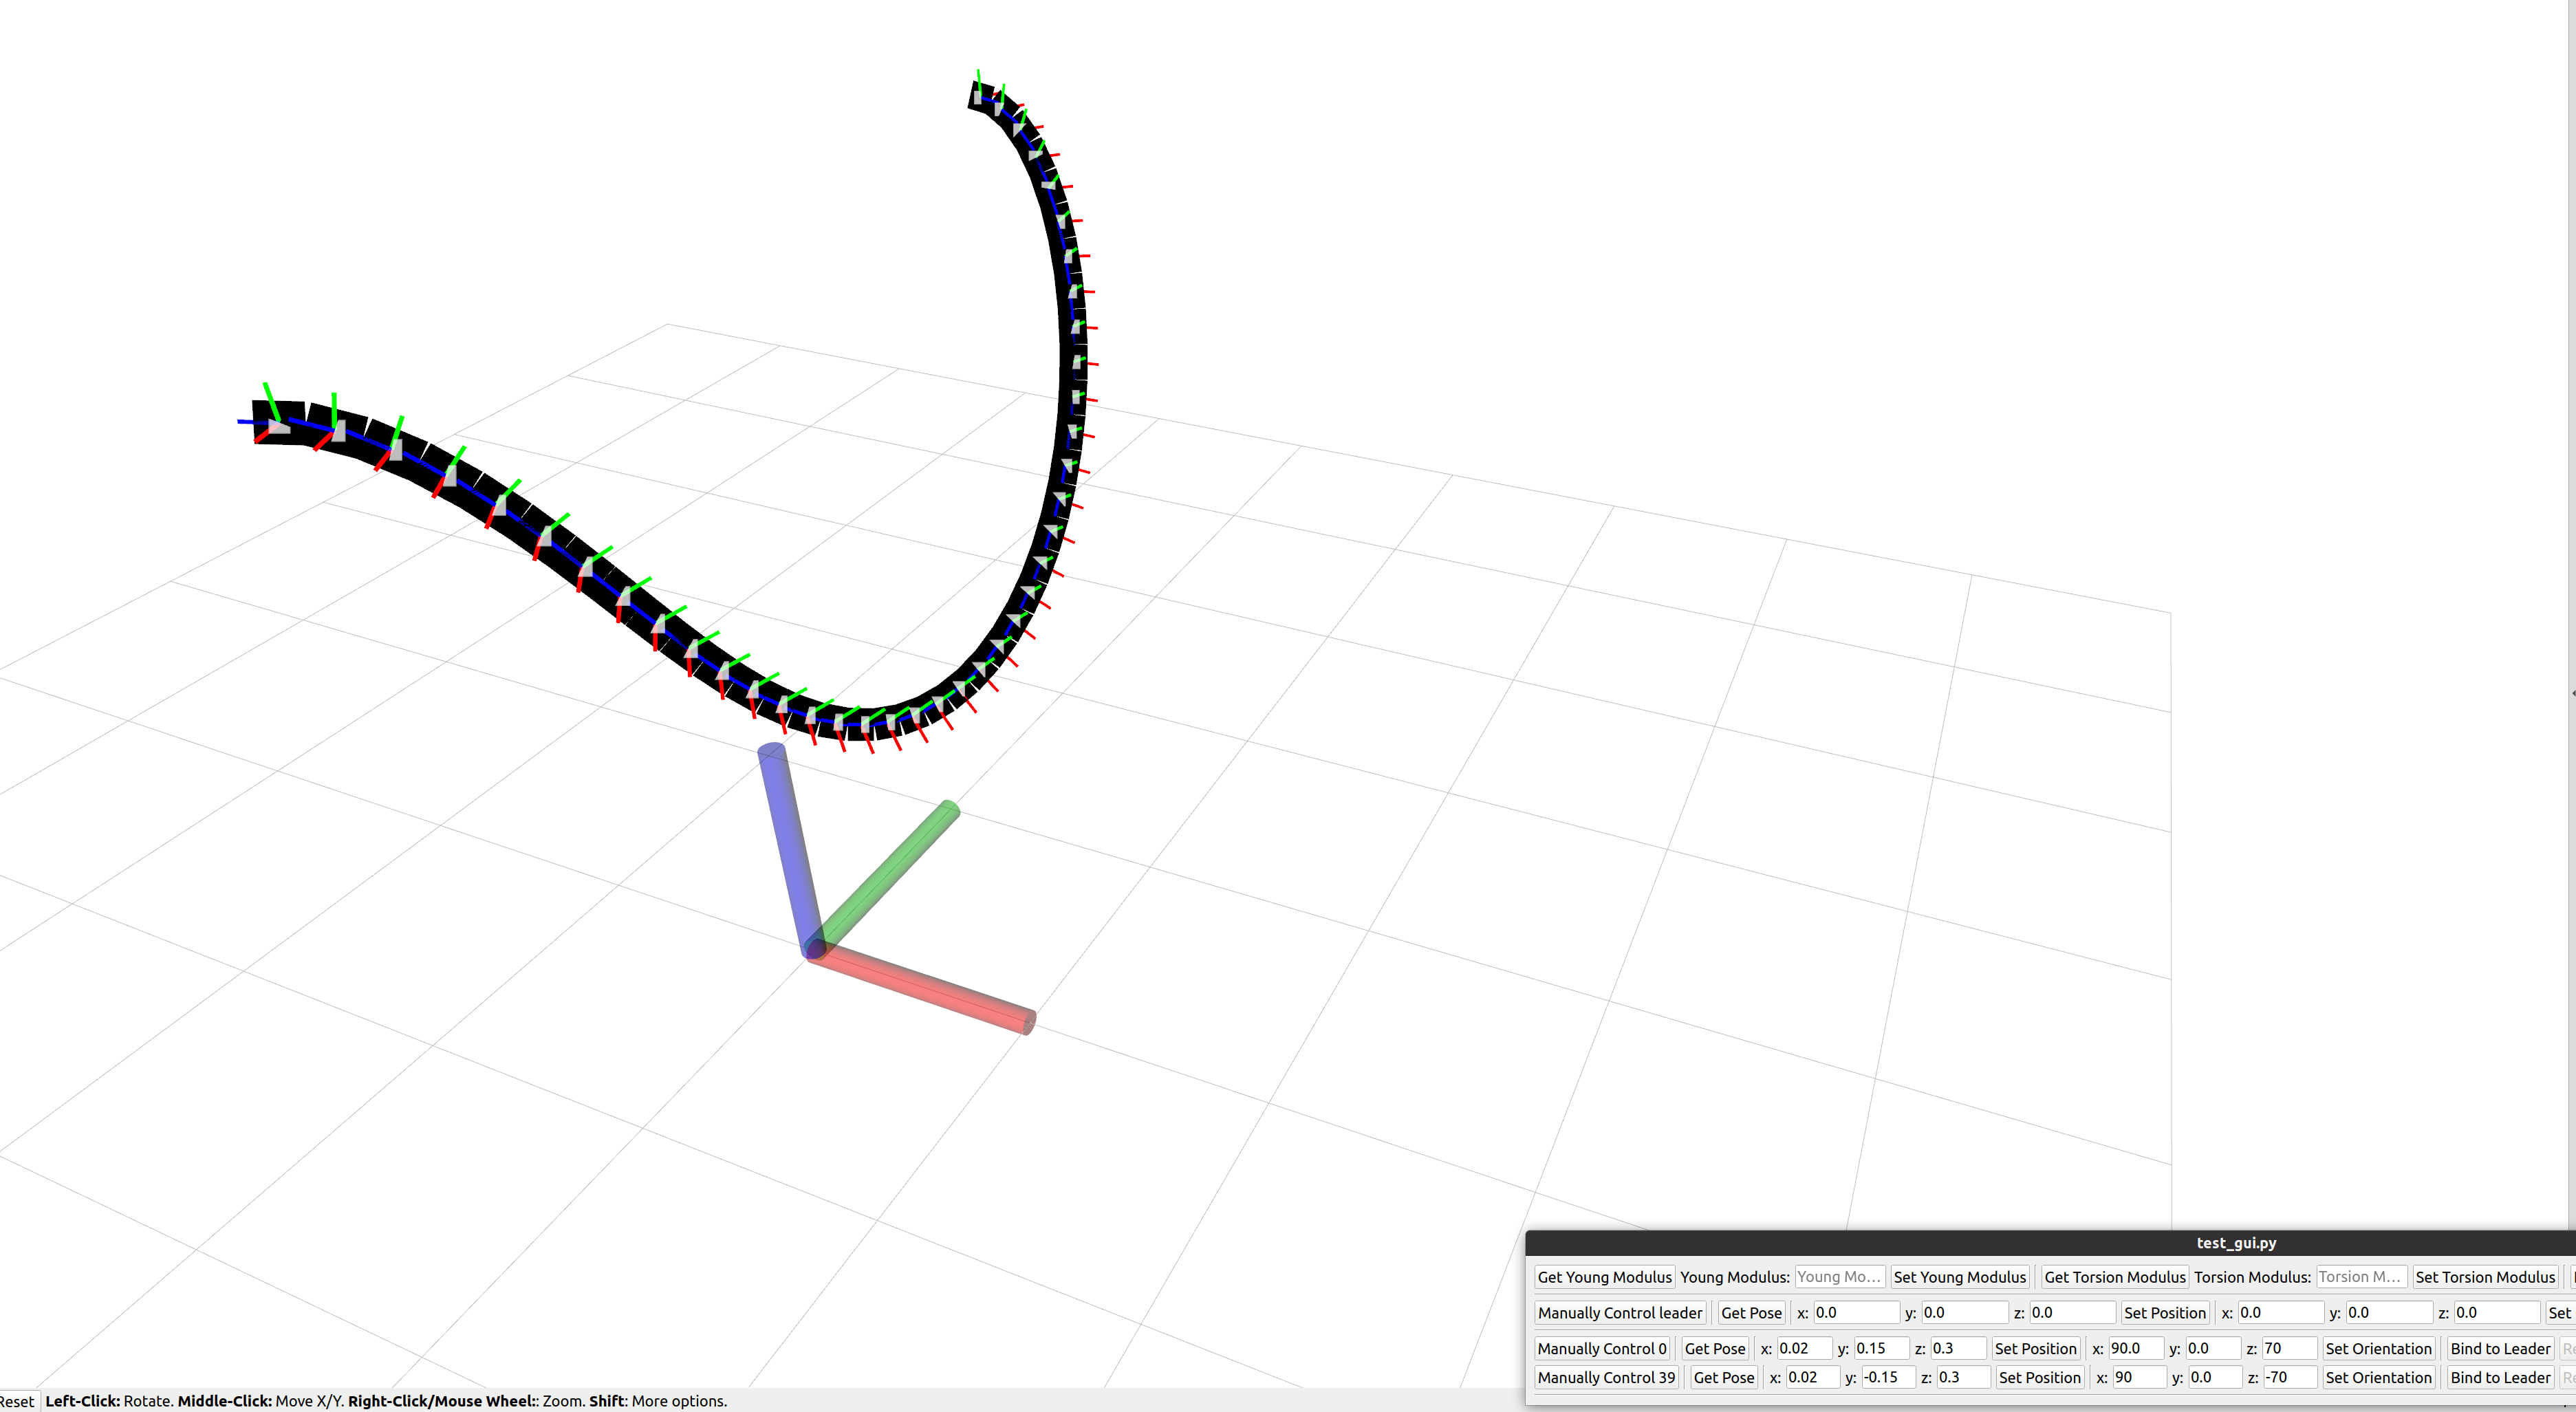 test_gui.py
Get Young Modulus Young Modulus: Young Mo... Set Young Modulus Get Torsion Modulus Torsion Modulus: Torsion M... Set Torsion Modulus
Manually Control leader Get Pose x: 0.0 y: 0.0 z: 0.0 Set Position x: 0.0 y: 0.0 z: 0.0 Set
Manually Control 0 Get Pose x: 0.02 y: 0.15 z: 0.3 Set Position x: 90.0 y: 0.0 z: 70 Set Orientation Bind to Leader Re
Manually Control 39 Get Pose x: 0.02 y: -0.15 z: 0.3 Set Position x: 90 y: 0.0 z: -70 Set Orientation Bind to Leader Re
Reset Left-Click: Rotate. Middle-Click: Move X/Y. Right-Click/Mouse Wheel:: Zoom. Shift: More options.